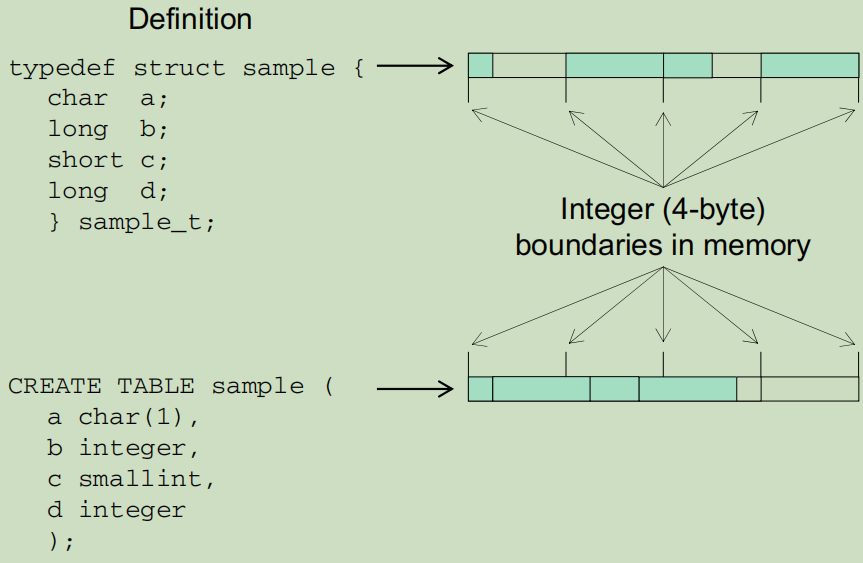 Definition
typedef struct sample {
char a;
long b;
short c;
long d;
} sample_t;
Integer (4-byte)
boundaries in memory
CREATE TABLE sample (
a char(1),
b integer,
c smallint,
d integer
);